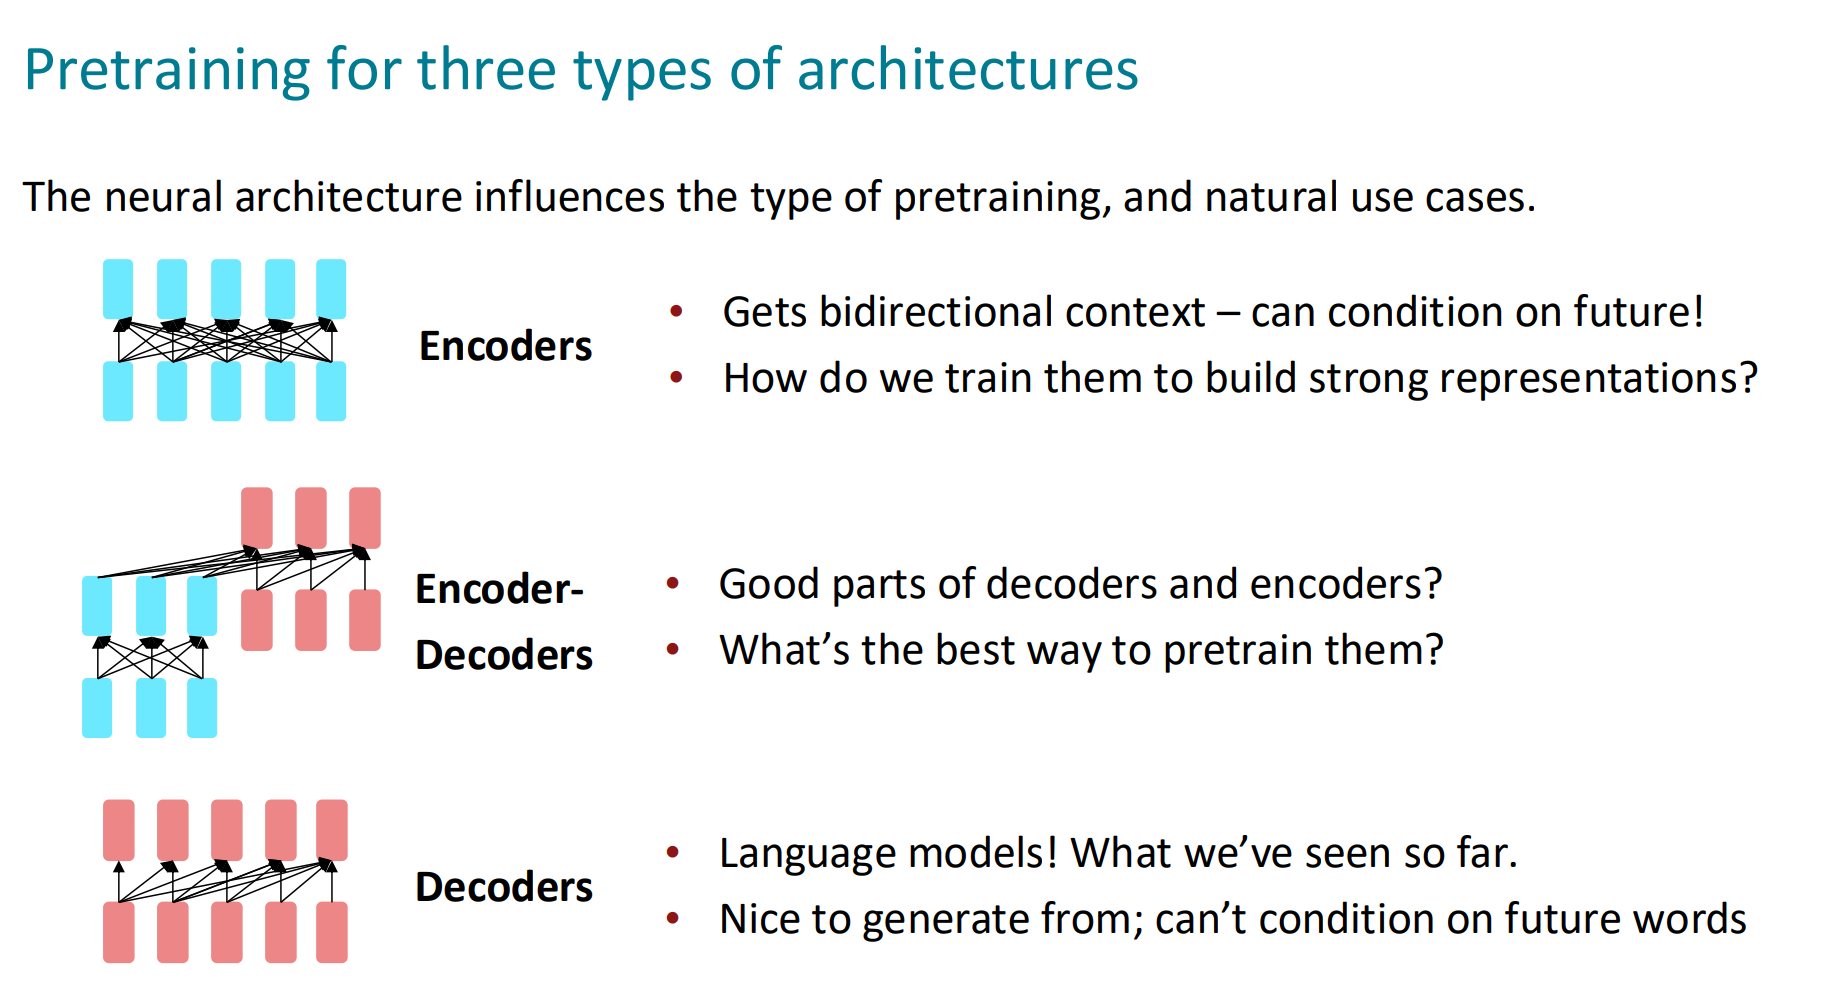 Pretraining for three types of architectures
The neural architecture influences the type of pretraining, and natural use cases.
Encoders
• Gets bidirectional context – can condition on future!
• How do we train them to build strong representations?
Encoder-
Decoders
• Good parts of decoders and encoders?
• What’s the best way to pretrain them?
Decoders
• Language models! What we’ve seen so far.
• Nice to generate from; can’t condition on future words